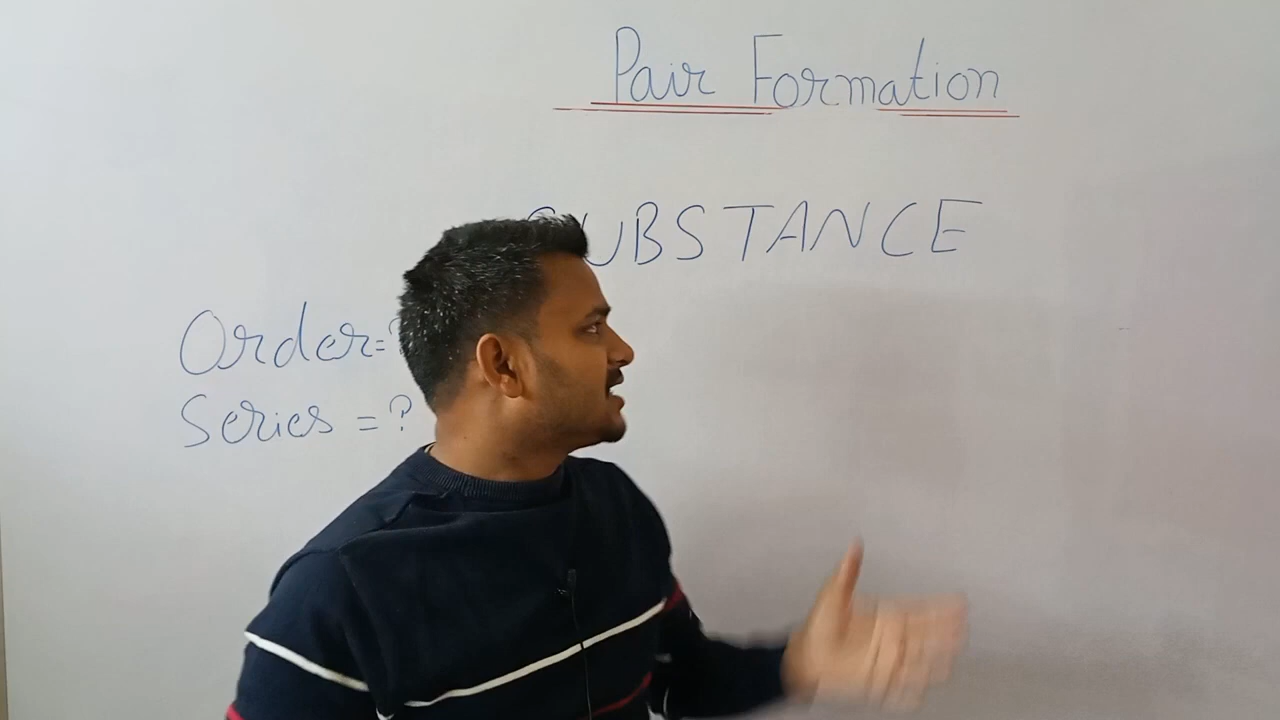 Pair Formation
SUBSTANCE
Order=?
Series = ?